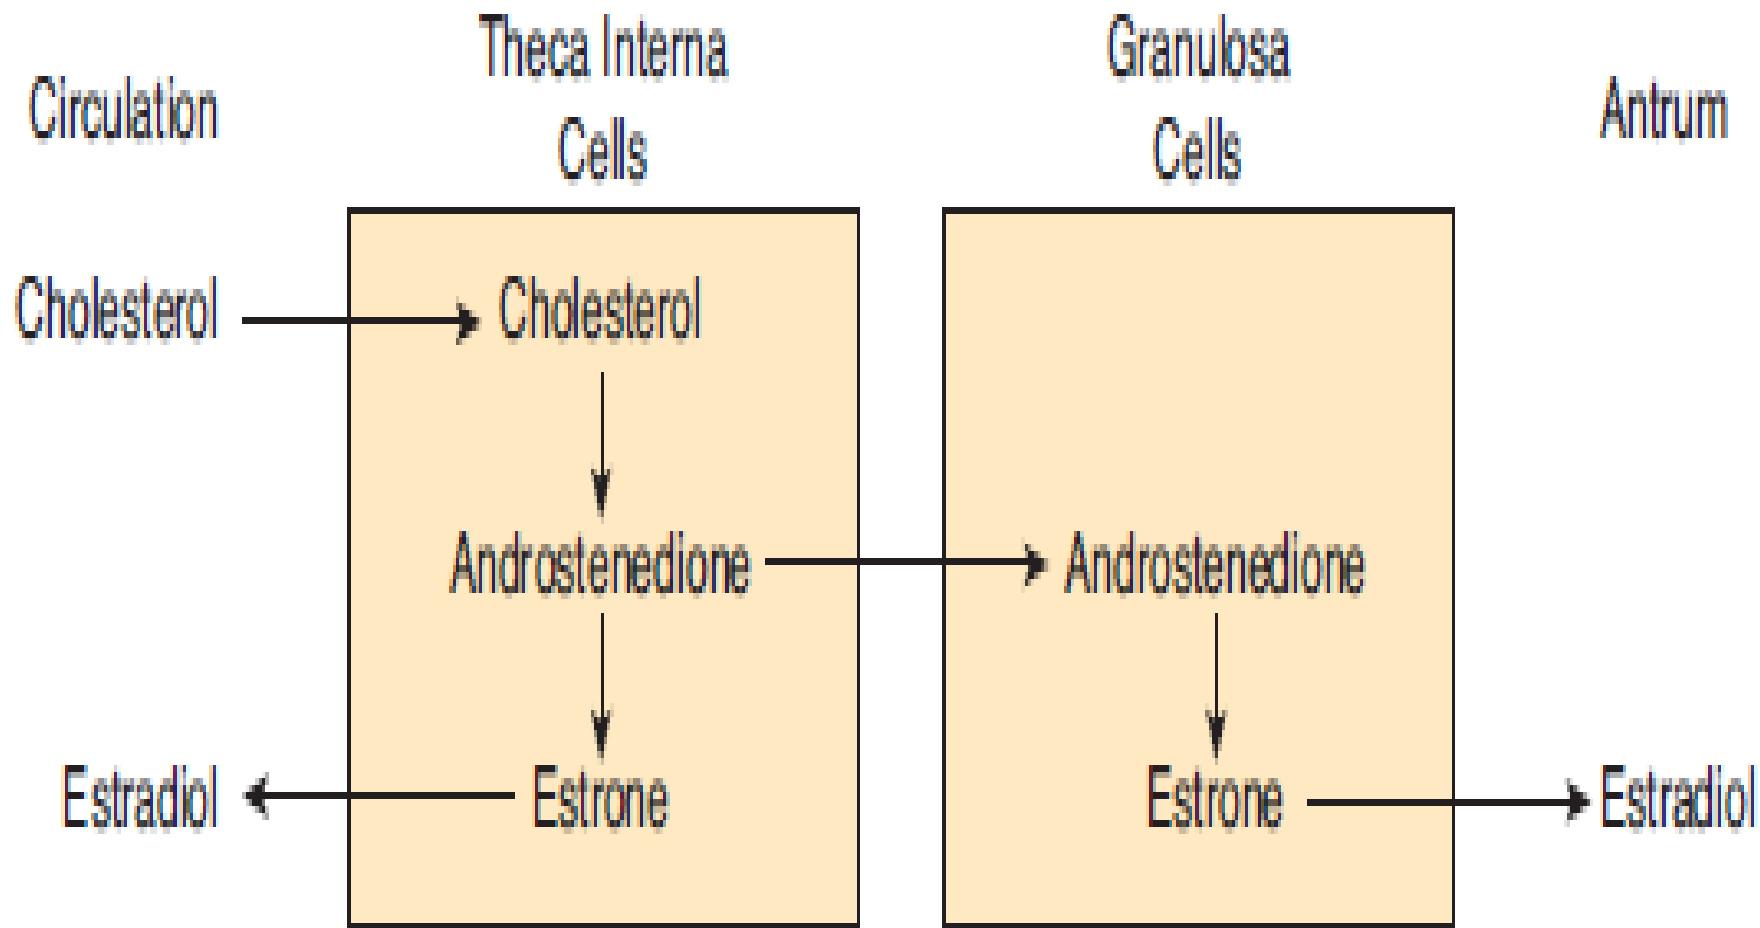 Circulation
Theca Interna
Cells
Granulosa
Cells
Antrum
Cholesterol
Cholesterol
Androstenedione
Androstenedione
Estradiol
Estrone
Estrone
Estradiol